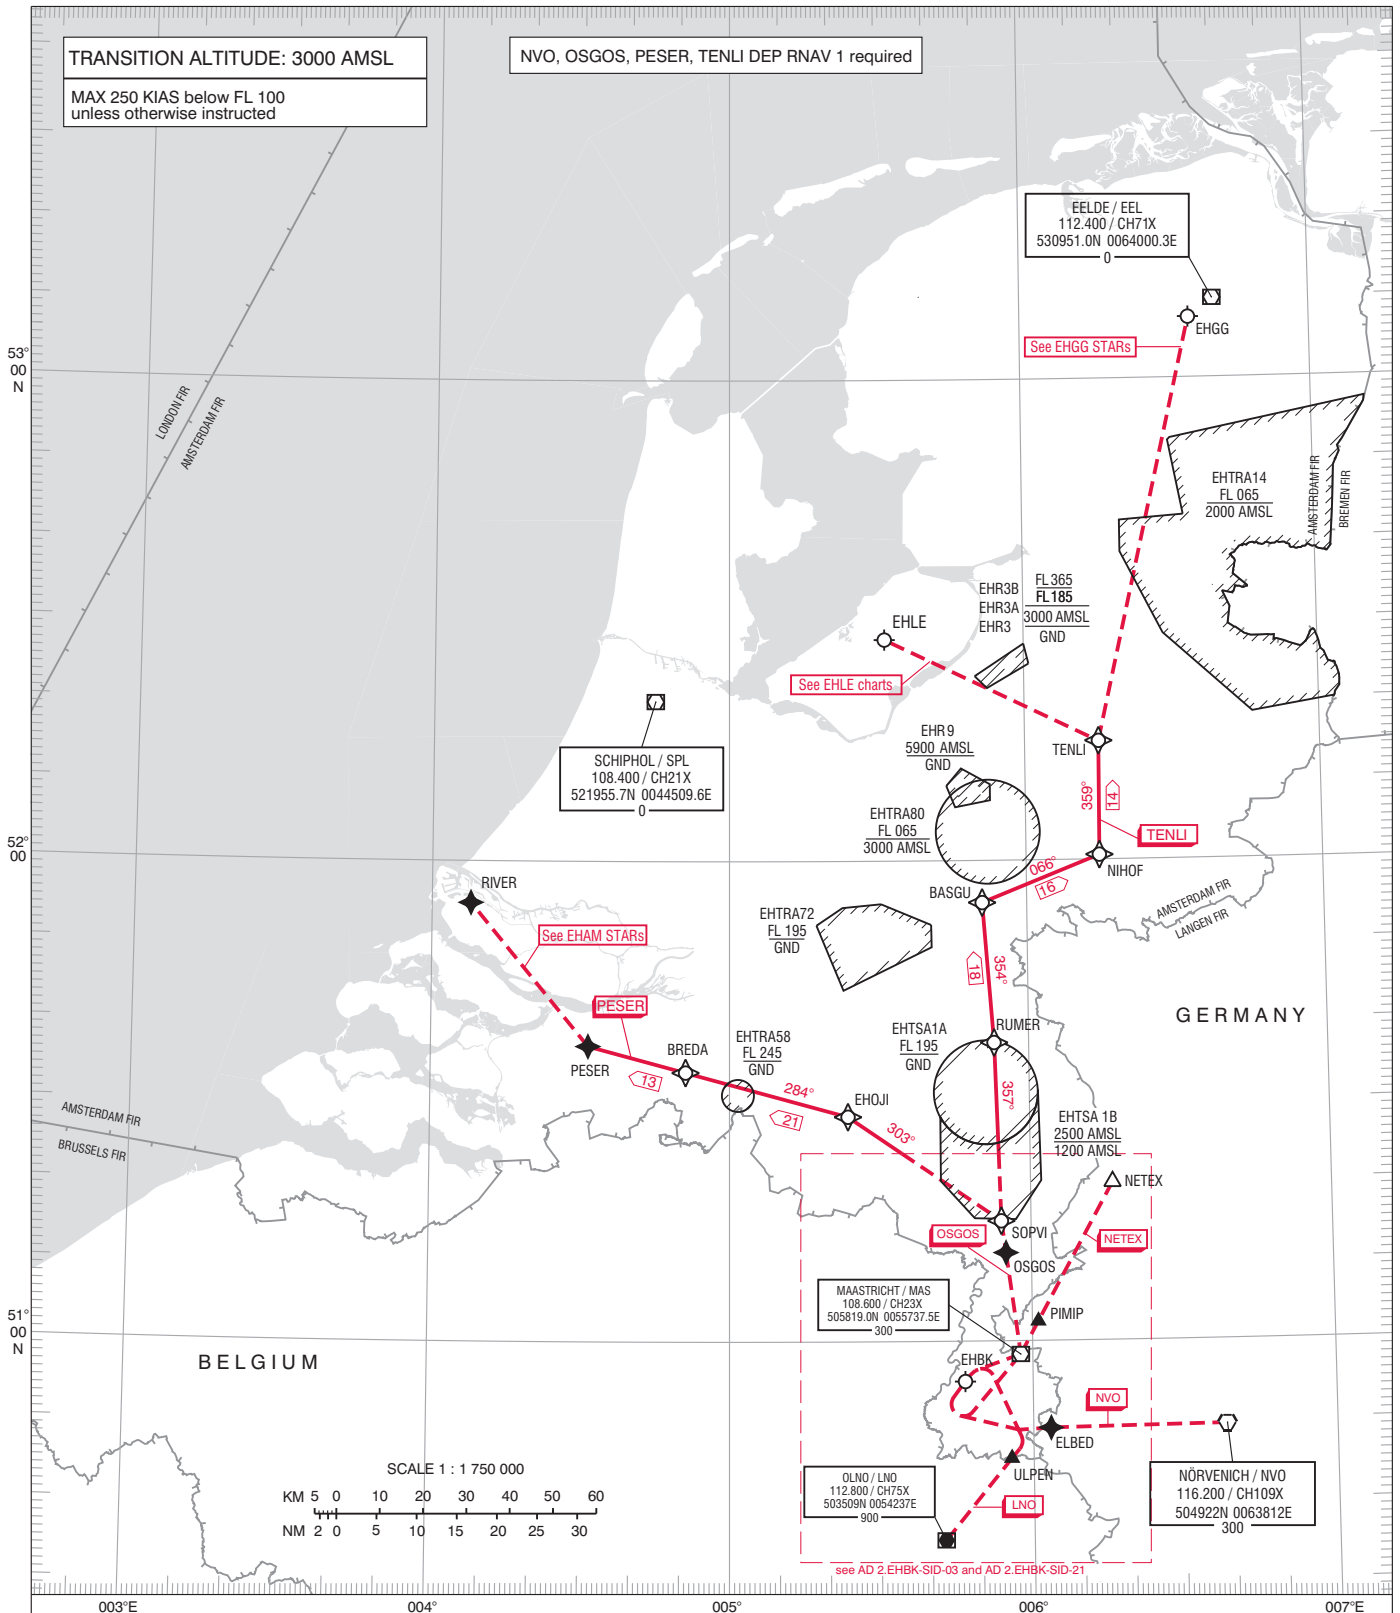 TRANSITION ALTITUDE: 3000 AMSL
MAX 250 KIAS below FL 100
unless otherwise instructed
NVO, OSGOS, PESER, TENLI DEP RNAV 1 required
EELDE / EEL
112.400 / CH71X
530951.0N 0064000.3E
0
EHGG
See EHGG STARs
53°
00
N
LONDON FIR
AMSTERDAM FIR
EHTRA14
FL 065
2000 AMSL
AMSTERDAM FIR
BREMEN FIR
EHR3B
EHR3A
EHR3
FL 365
FL 185
3000 AMSL
GND
EHLE
See EHLE charts
SCHIPHOL / SPL
108.400 / CH21X
521955.7N 0044509.6E
0
TENLI
EHR 9
5900 AMSL
GND
359°
14
TENLI
EHTRA80
FL 065
3000 AMSL
52°
00
NIHOF
066°
16
BASGU
RIVER
AMSTERDAM FIR
LANGEN FIR
EHTRA72
FL 195
GND
See EHAM STARs
18
354°
PESER
GERMANY
RUMER
EHTSA1A
FL 195
GND
EHTRA58
FL 245
GND
BREDA
PESER
13
284°
21
EHOJI
303°
357°
AMSTERDAM FIR
BRUSSELS FIR
EHTSA 1B
2500 AMSL
1200 AMSL
NETEX
SOPVI
OSGOS
OSGOS
NETEX
MAASTRICHT / MAS
108.600 / CH23X
505819.0N 0055737.5E
300
PIMIP
51°
00
N
BELGIUM
EHBK
NVO
ELBED
ULPEN
SCALE 1 : 1 750 000
KM 5 0 10 20 30 40 50 60
NM 2 0 5 10 15 20 25 30
OLNO / LNO
112.800 / CH75X
503509N 0054237E
900
LNO
NÖRVENICH / NVO
116.200 / CH109X
504922N 0063812E
300
see AD 2.EHBK-SID-03 and AD 2.EHBK-SID-21
003°E
004°
005°
006°
007°E